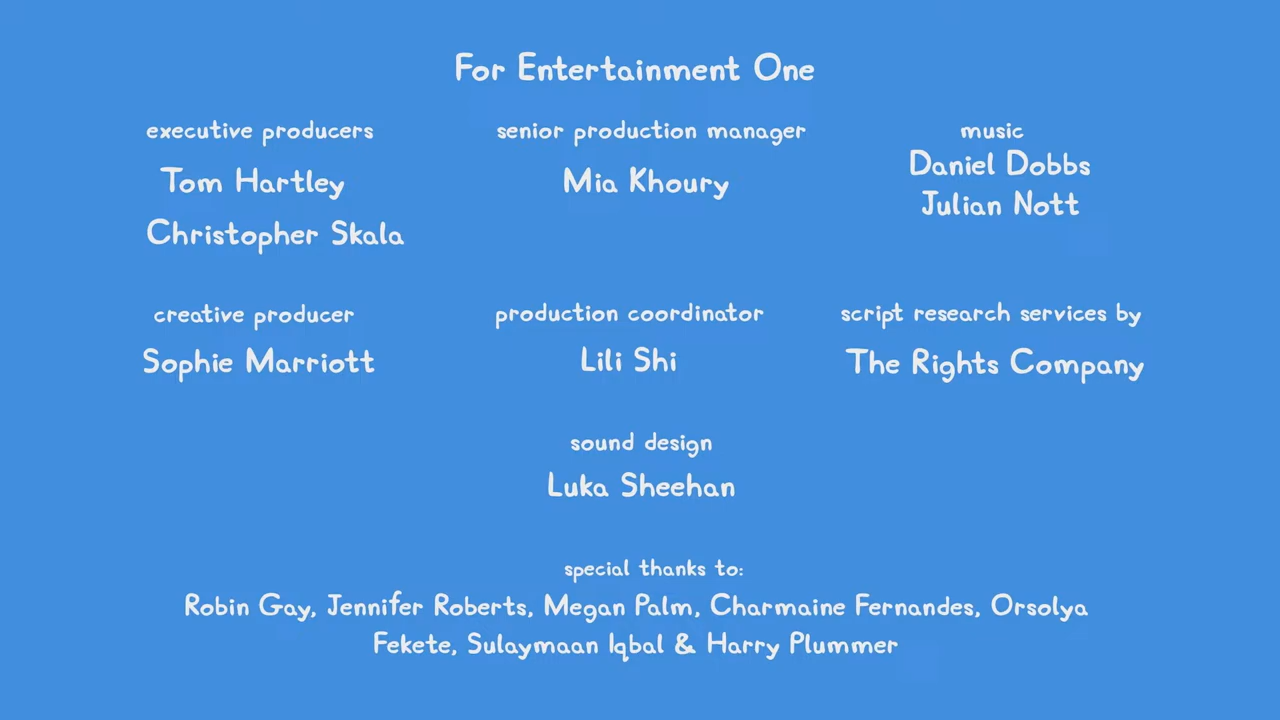 For Entertainment One
executive producers
Tom Hartley
Christopher Skala
senior production manager
Mia Khoury
music
Daniel Dobbs
Julian Nott
creative producer
Sophie Marriott
production coordinator
Lili Shi
script research services by
The Rights Company
sound design
Luka Sheehan
special thanks to:
Robin Gay, Jennifer Roberts, Megan Palm, Charmaine Fernandes, Orsolya
Fekete, Sulaymaan Iqbal & Harry Plummer